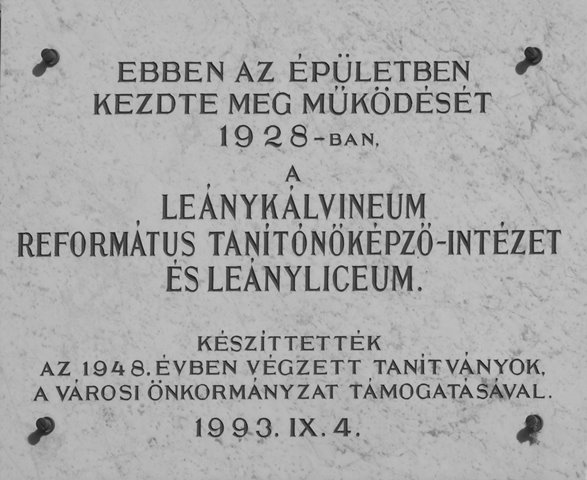 EBBEN AZ ÉPÜLETBEN
KEZDTE MEG MŰKÖDÉSÉT
1928-BAN,
A
LEÁNYKÁLVINEUM
REFORMÁTUS TANÍTÓNŐKÉPZŐ-INTÉZET
ÉS LEÁNYLICEUM.
KÉSZÍTTETTÉK
AZ 1948. ÉVBEN VÉGZETT TANÍTVÁNYOK,
A VÁROSI ÖNKORMÁNYZAT TÁMOGATÁSÁVAL.
1993. IX. 4.